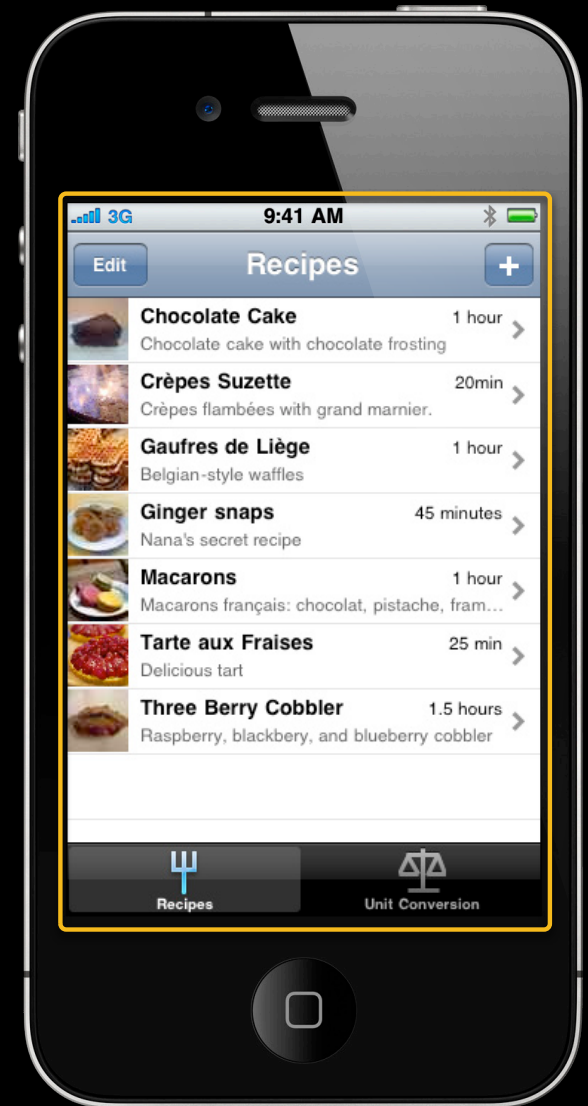 3G 9:41 AM
Edit Recipes +
Chocolate Cake 1 hour
Chocolate cake with chocolate frosting
Crèpes Suzette 20min
Crèpes flambées with grand marnier.
Gaufres de Liège 1 hour
Belgian-style waffles
Ginger snaps 45 minutes
Nana's secret recipe
Macarons 1 hour
Macarons français: chocolat, pistache, fram...
Tarte aux Fraises 25 min
Delicious tart
Three Berry Cobbler 1.5 hours
Raspberry, blackbery, and blueberry cobbler
Recipes Unit Conversion